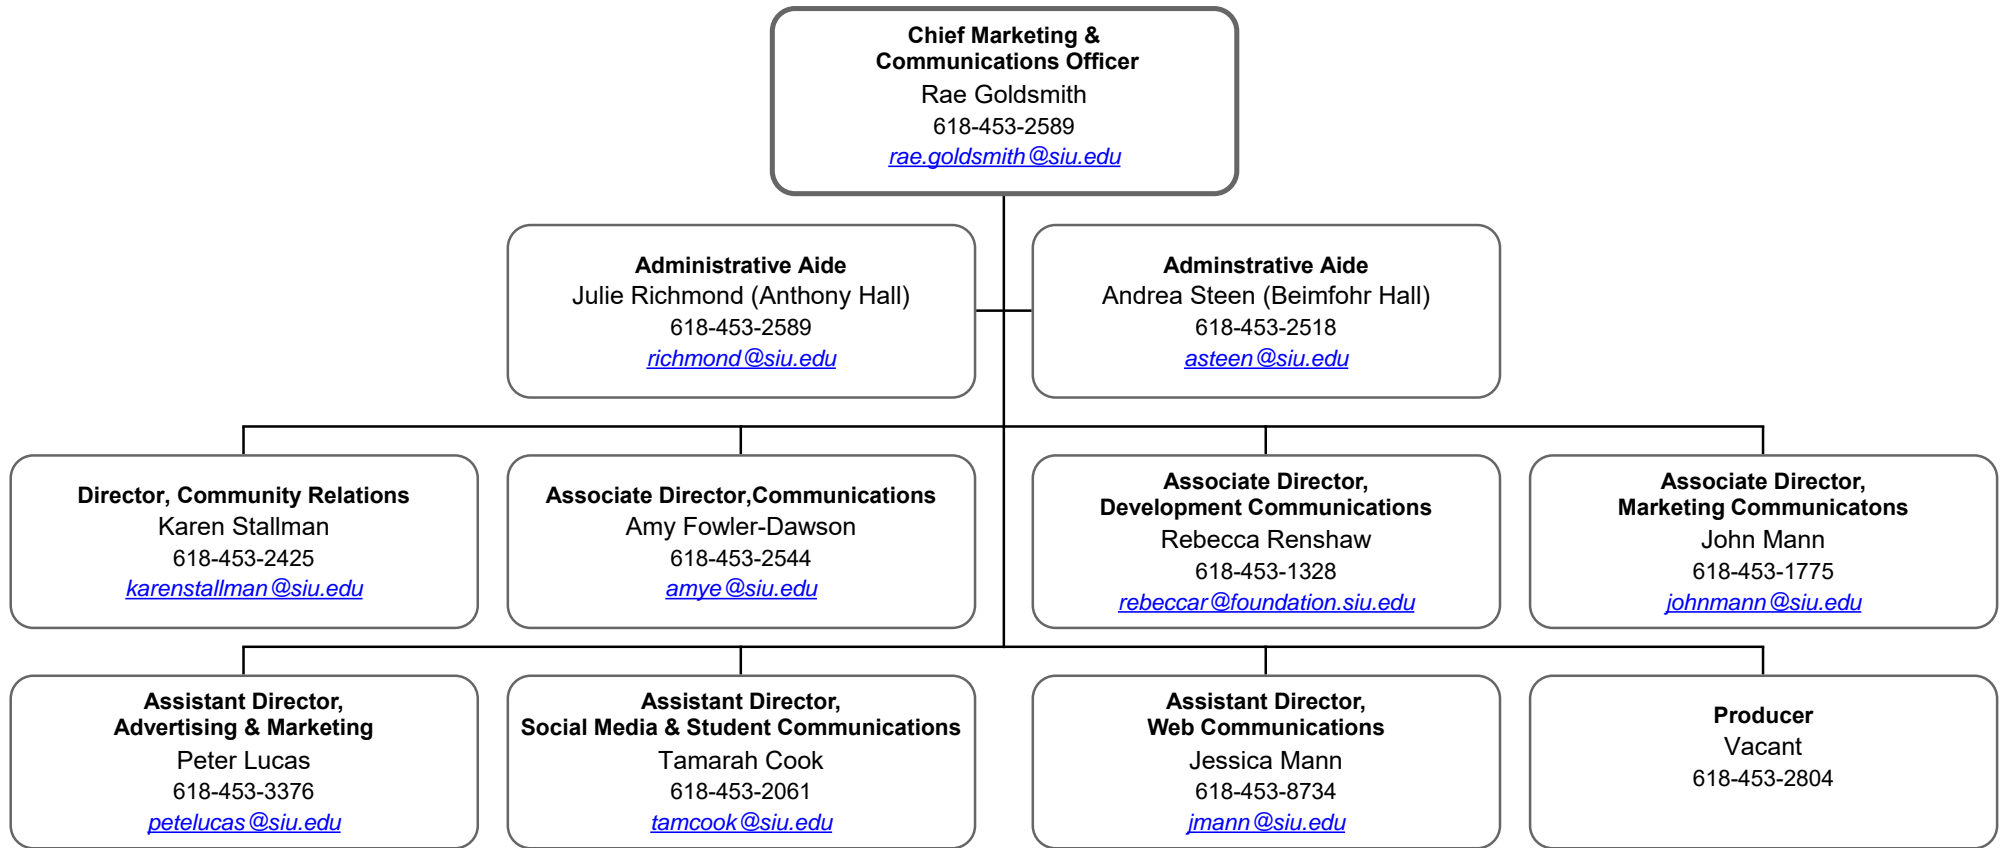 Chief Marketing &
Communications Officer
Rae Goldsmith
618-453-2589
rae.goldsmith@siu.edu
Administrative Aide
Julie Richmond (Anthony Hall)
618-453-2589
richmond@siu.edu
Adminstrative Aide
Andrea Steen (Beimfohr Hall)
618-453-2518
asteen@siu.edu
Director, Community Relations
Karen Stallman
618-453-2425
karenstallman@siu.edu
Associate Director,Communications
Amy Fowler-Dawson
618-453-2544
amye@siu.edu
Associate Director,
Development Communications
Rebecca Renshaw
618-453-1328
rebeccar@foundation.siu.edu
Associate Director,
Marketing Communicatons
John Mann
618-453-1775
johnmann@siu.edu
Assistant Director,
Advertising & Marketing
Peter Lucas
618-453-3376
petelucas@siu.edu
Assistant Director,
Social Media & Student Communications
Tamarah Cook
618-453-2061
tamcook@siu.edu
Assistant Director,
Web Communications
Jessica Mann
618-453-8734
jmann@siu.edu
Producer
Vacant
618-453-2804